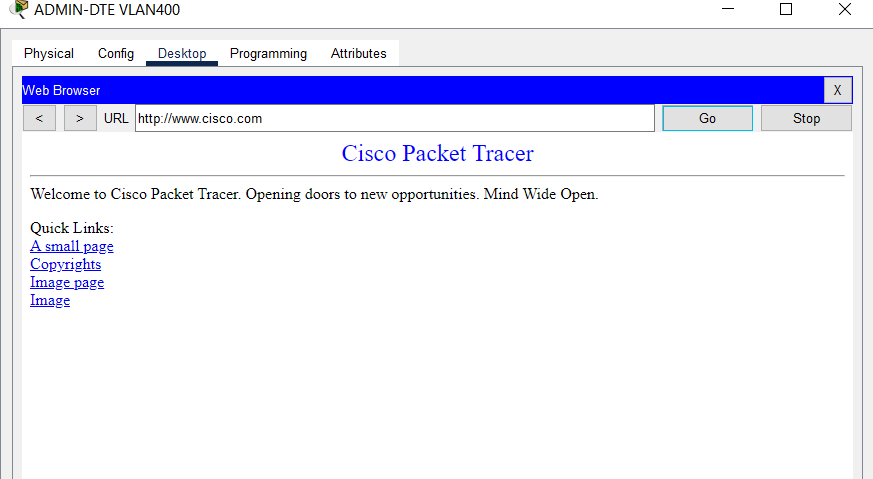 ADMIN-DTE VLAN400
Physical Config Desktop Programming Attributes
Web Browser X
< > URL http://www.cisco.com Go Stop
Cisco Packet Tracer
Welcome to Cisco Packet Tracer. Opening doors to new opportunities. Mind Wide Open.
Quick Links:
A small page
Copyrights
Image page
Image